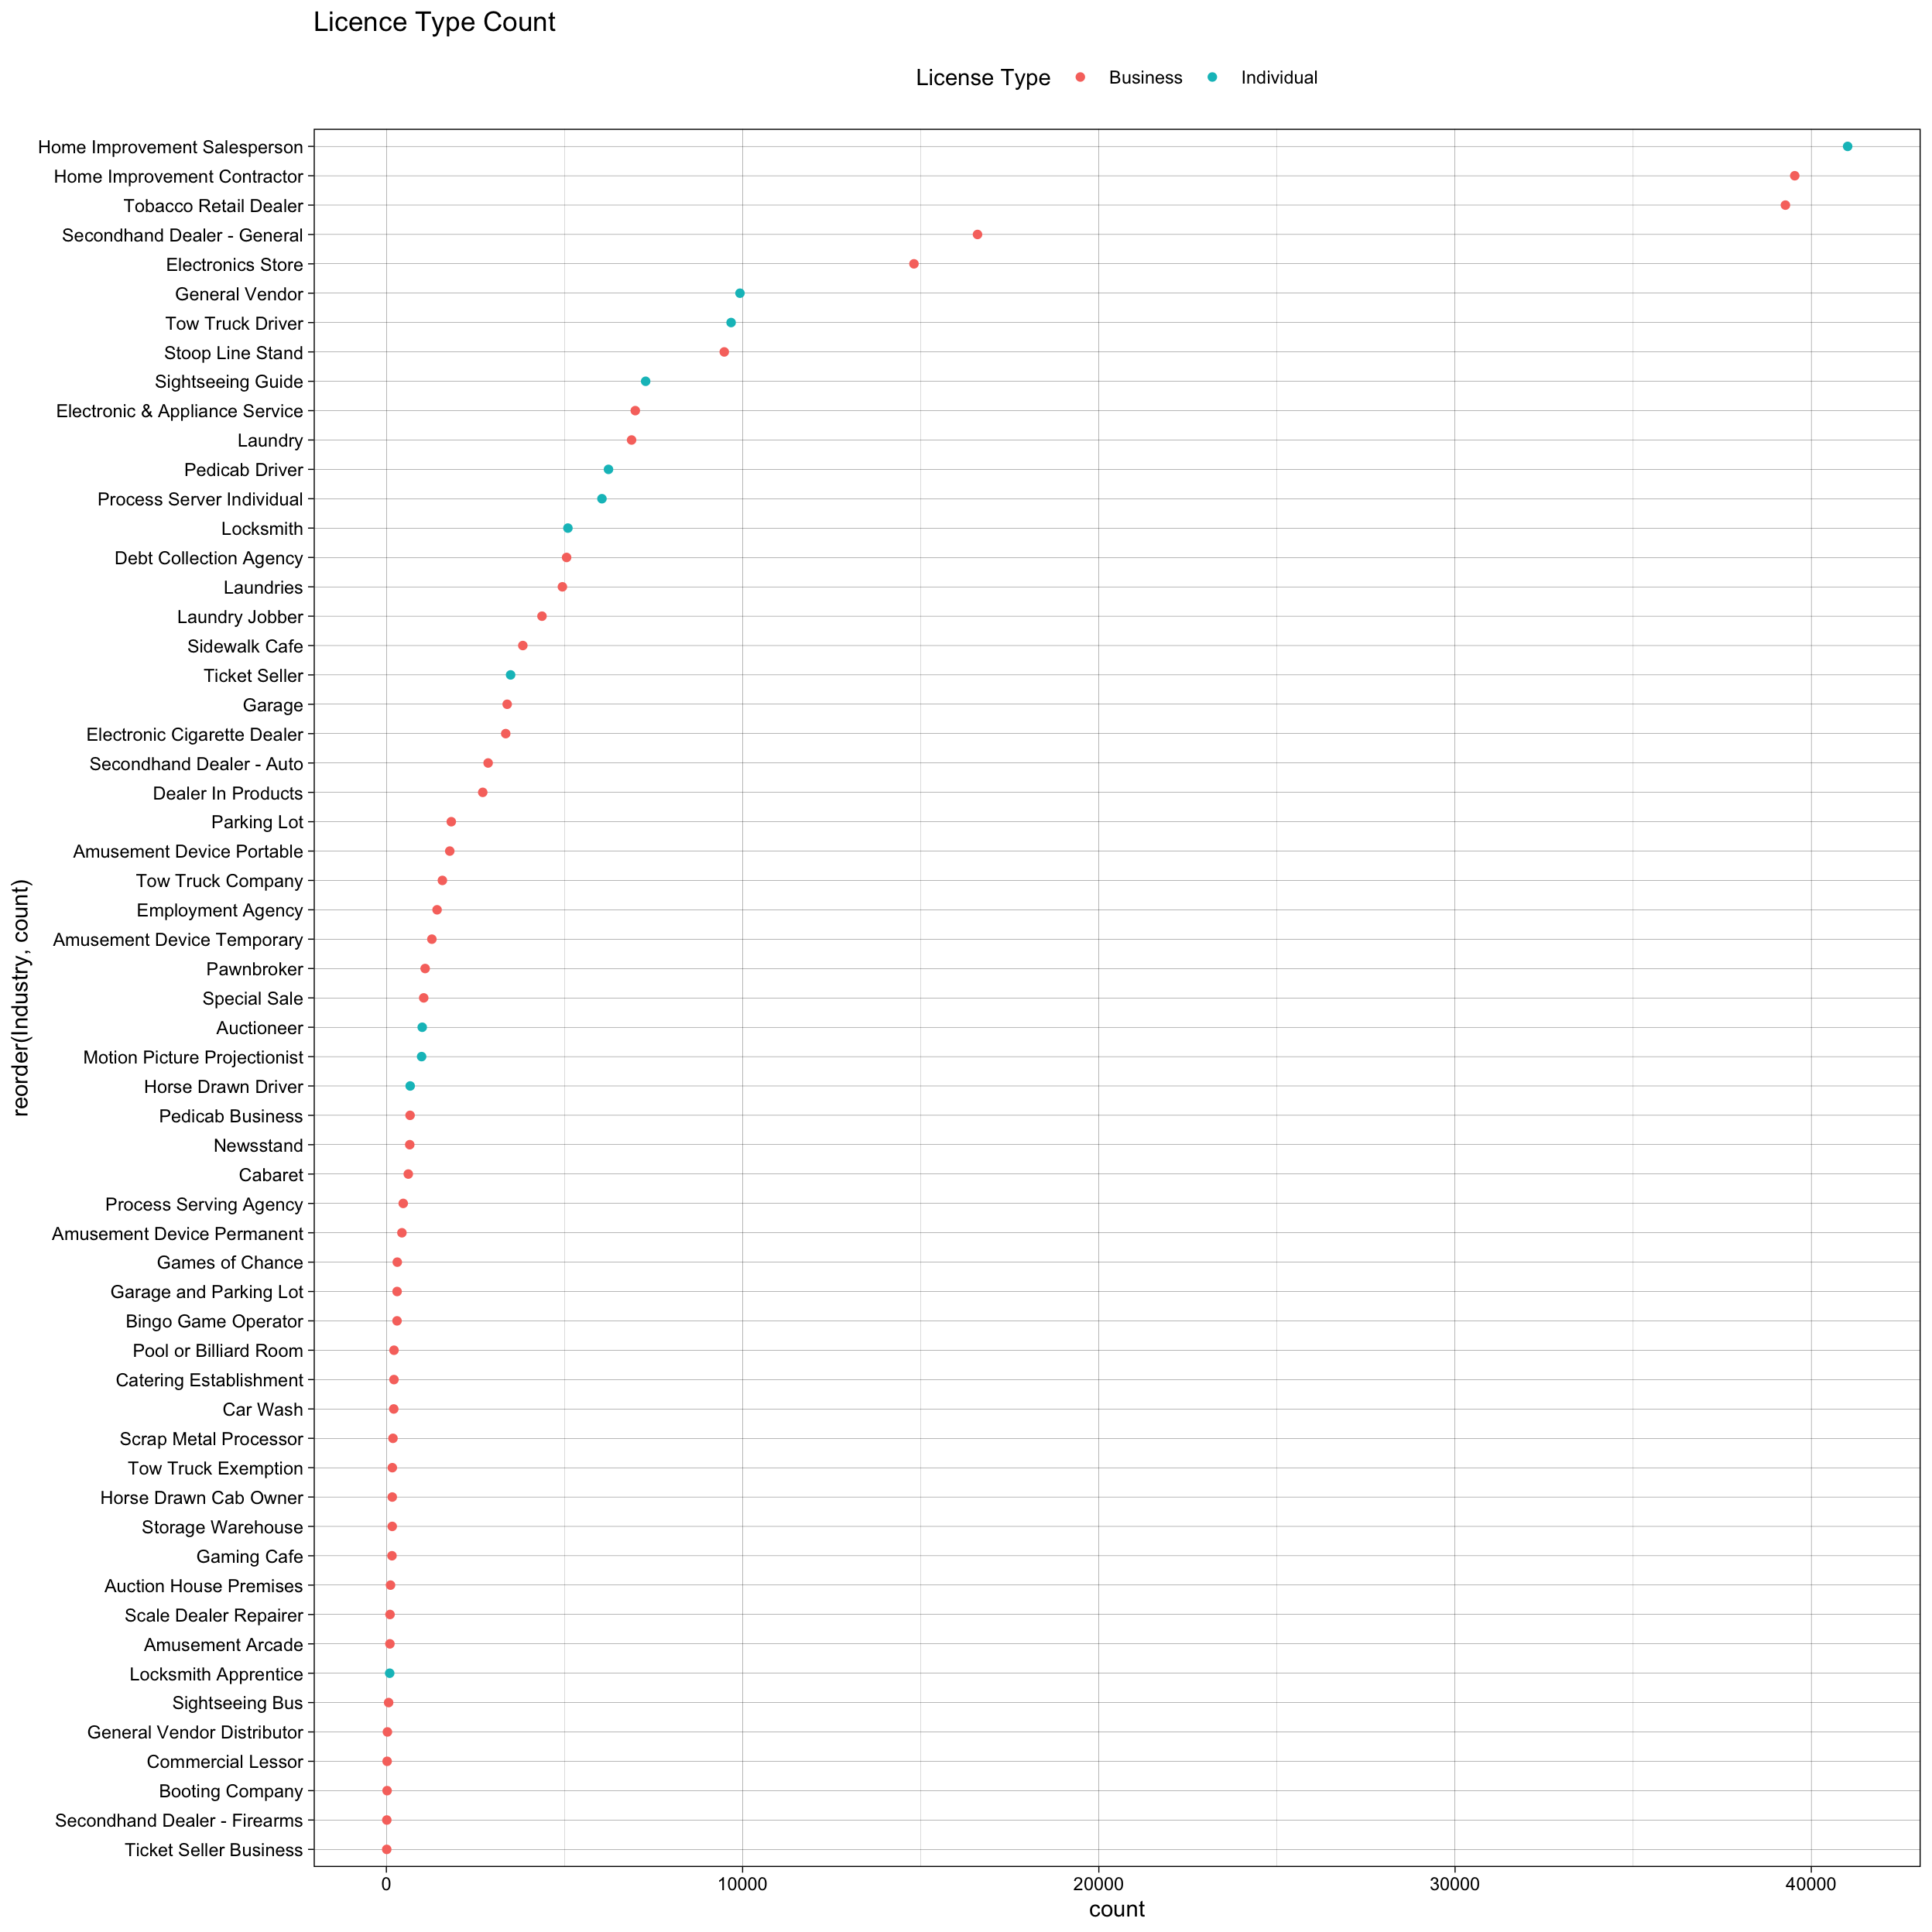 Licence Type Count
License Type Business Individual
Home Improvement Salesperson
Home Improvement Contractor
Tobacco Retail Dealer
Secondhand Dealer - General
Electronics Store
General Vendor
Tow Truck Driver
Stoop Line Stand
Sightseeing Guide
Electronic & Appliance Service
Laundry
Pedicab Driver
Process Server Individual
Locksmith
Debt Collection Agency
Laundries
Laundry Jobber
Sidewalk Cafe
Ticket Seller
Garage
Electronic Cigarette Dealer
Secondhand Dealer - Auto
Dealer In Products
Parking Lot
Amusement Device Portable
Tow Truck Company
Employment Agency
Amusement Device Temporary
Pawnbroker
Special Sale
Auctioneer
Motion Picture Projectionist
Horse Drawn Driver
Pedicab Business
Newsstand
Cabaret
Process Serving Agency
Amusement Device Permanent
Games of Chance
Garage and Parking Lot
Bingo Game Operator
Pool or Billiard Room
Catering Establishment
Car Wash
Scrap Metal Processor
Tow Truck Exemption
Horse Drawn Cab Owner
Storage Warehouse
Gaming Cafe
Auction House Premises
Scale Dealer Repairer
Amusement Arcade
Locksmith Apprentice
Sightseeing Bus
General Vendor Distributor
Commercial Lessor
Booting Company
Secondhand Dealer - Firearms
Ticket Seller Business
reorder(Industry, count)
0 10000 20000 30000 40000
count